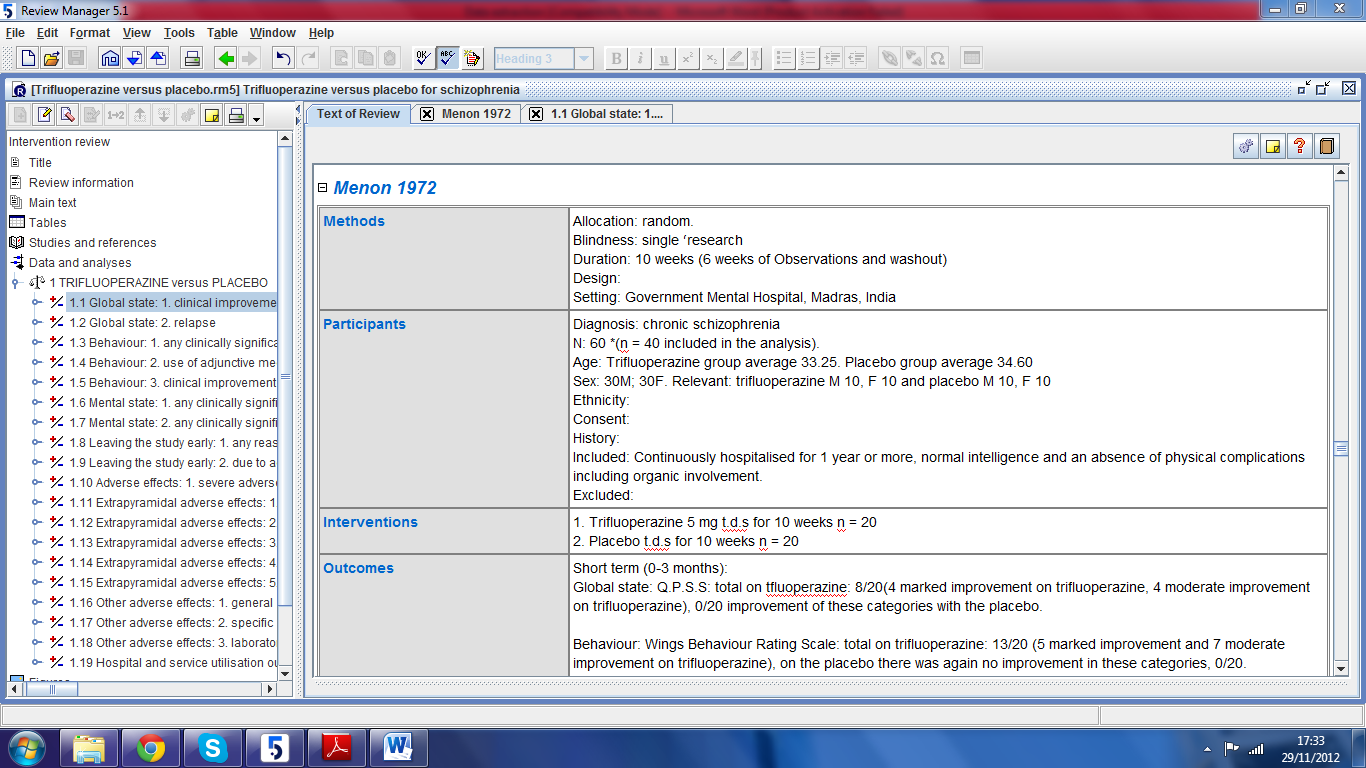 Review Manager 5.1
File Edit Format View Tools Table Window Help
OK ABC ABC Heading 3 B i u x² x₂ Ω
[Trifluoperazine versus placebo.rm5] Trifluoperazine versus placebo for schizophrenia
1→2
Text of Review Menon 1972 1.1 Global state: 1....
Intervention review
Title
Review information
Main text
Tables
Studies and references
Data and analyses
1 TRIFLUOPERAZINE versus PLACEBO
1.1 Global state: 1. clinical improveme
1.2 Global state: 2. relapse
1.3 Behaviour: 1. any clinically significa
1.4 Behaviour: 2. use of adjunctive me
1.5 Behaviour: 3. clinical improvement
1.6 Mental state: 1. any clinically signifi
1.7 Mental state: 2. any clinically signifi
1.8 Leaving the study early: 1. any reas
1.9 Leaving the study early: 2. due to a
1.10 Adverse effects: 1. severe adverse
1.11 Extrapyramidal adverse effects: 1
1.12 Extrapyramidal adverse effects: 2
1.13 Extrapyramidal adverse effects: 3
1.14 Extrapyramidal adverse effects: 4
1.15 Extrapyramidal adverse effects: 5
1.16 Other adverse effects: 1. general
1.17 Other adverse effects: 2. specific
1.18 Other adverse effects: 3. laborato
1.19 Hospital and service utilisation ou
Menon 1972
Methods
Allocation: random.
Blindness: single ‘research
Duration: 10 weeks (6 weeks of Observations and washout)
Design:
Setting: Government Mental Hospital, Madras, India
Participants
Diagnosis: chronic schizophrenia
N: 60 *(n = 40 included in the analysis).
Age: Trifluoperazine group average 33.25. Placebo group average 34.60
Sex: 30M; 30F. Relevant: trifluoperazine M 10, F 10 and placebo M 10, F 10
Ethnicity:
Consent:
History:
Included: Continuously hospitalised for 1 year or more, normal intelligence and an absence of physical complications
including organic involvement.
Excluded:
Interventions
1. Trifluoperazine 5 mg t.d.s for 10 weeks n = 20
2. Placebo t.d.s for 10 weeks n = 20
Outcomes
Short term (0-3 months):
Global state: Q.P.S.S: total on tfluoperazine: 8/20(4 marked improvement on trifluoperazine, 4 moderate improvement
on trifluoperazine), 0/20 improvement of these categories with the placebo.
Behaviour: Wings Behaviour Rating Scale: total on trifluoperazine: 13/20 (5 marked improvement and 7 moderate
improvement on trifluoperazine), on the placebo there was again no improvement in these categories, 0/20.
17:33
29/11/2012